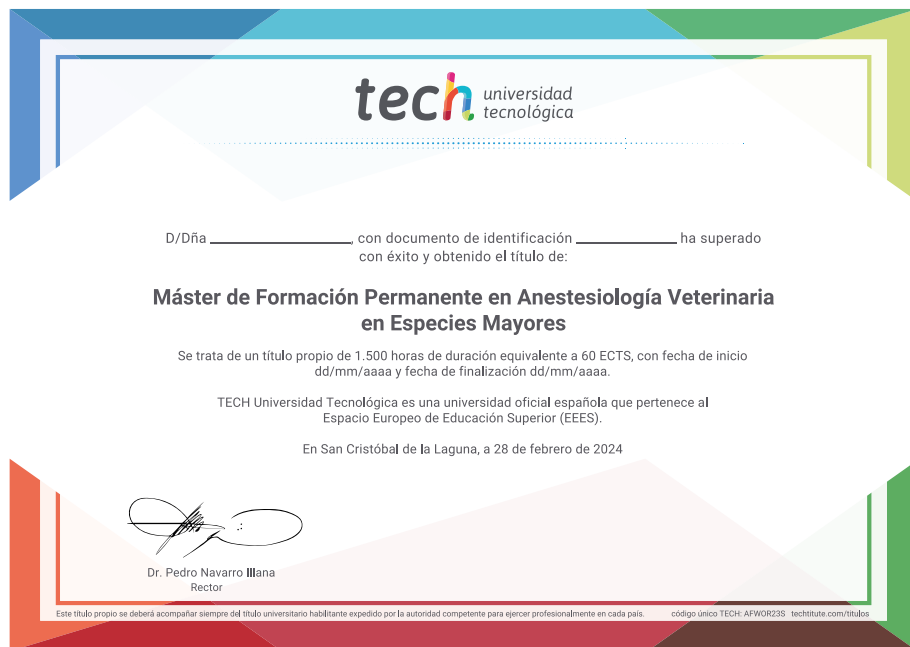 tech universidad
tecnológica
D/Dña ____________________, con documento de identificación ______________ ha superado
con éxito y obtenido el título de:
Máster de Formación Permanente en Anestesiología Veterinaria
en Especies Mayores
Se trata de un título propio de 1.500 horas de duración equivalente a 60 ECTS, con fecha de inicio
dd/mm/aaaa y fecha de finalización dd/mm/aaaa.
TECH Universidad Tecnológica es una universidad oficial española que pertenece al
Espacio Europeo de Educación Superior (EEES).
En San Cristóbal de la Laguna, a 28 de febrero de 2024
Dr. Pedro Navarro Illana
Rector
Este título propio se deberá acompañar siempre del título universitario habilitante expedido por la autoridad competente para ejercer profesionalmente en cada país. código único TECH: AFWOR23S techtitute.com/titulos